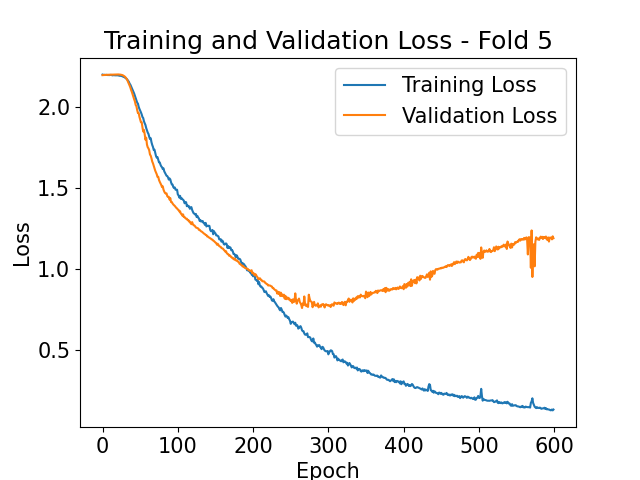 Training and Validation Loss - Fold 5
Training Loss
Validation Loss
Loss
2.0
1.5
1.0
0.5
0 100 200 300 400 500 600
Epoch